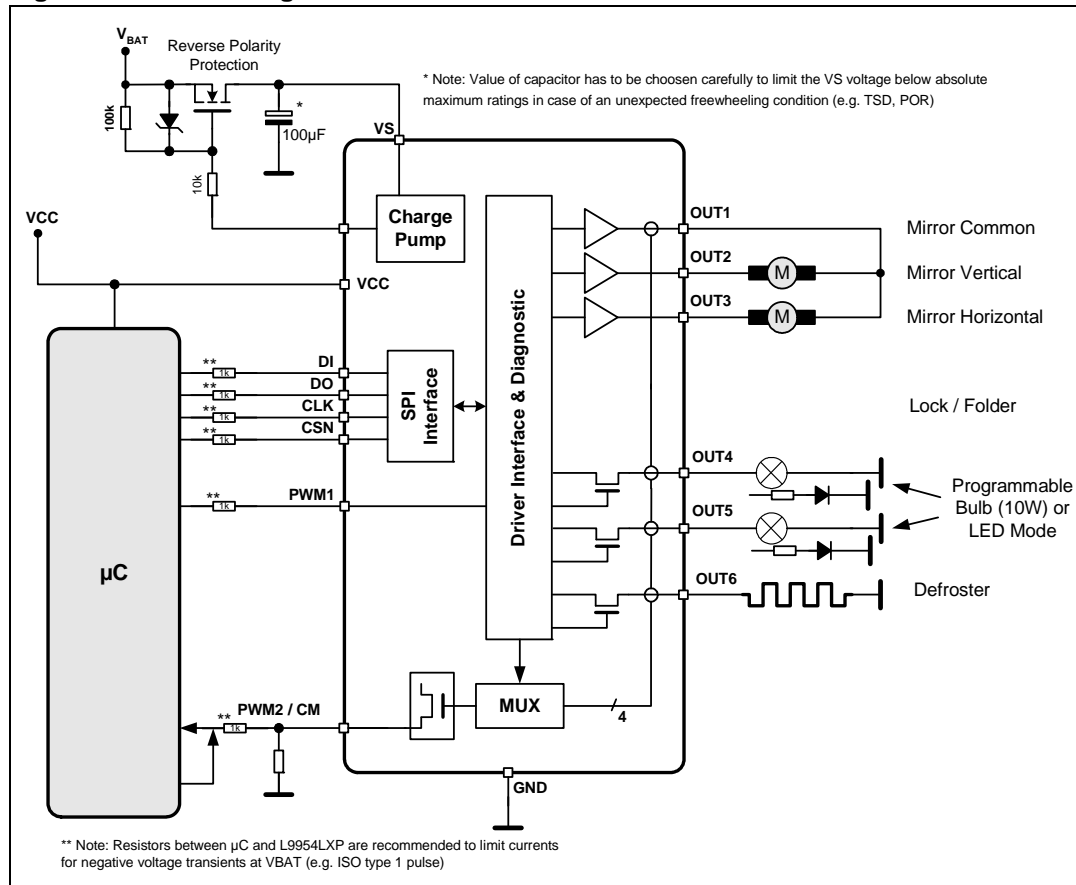 V_BAT
Reverse Polarity
Protection
* Note: Value of capacitor has to be choosen carefully to limit the VS voltage below absolute
maximum ratings in case of an unexpected freewheeling condition (e.g. TSD, POR)
100k
*
100µF
VS
10k
VCC
Charge
Pump
VCC
OUT1
Mirror Common
OUT2
M
Mirror Vertical
OUT3
M
Mirror Horizontal
** 1k DI
** 1k DO
** 1k CLK
** 1k CSN
SPI
Interface
Driver Interface & Diagnostic
Lock / Folder
OUT4
** 1k PWM1
Programmable
Bulb (10W) or
LED Mode
OUT5
µC
OUT6
Defroster
** 1k PWM2 / CM
MUX
4
GND
** Note: Resistors between µC and L9954LXP are recommended to limit currents
for negative voltage transients at VBAT (e.g. ISO type 1 pulse)